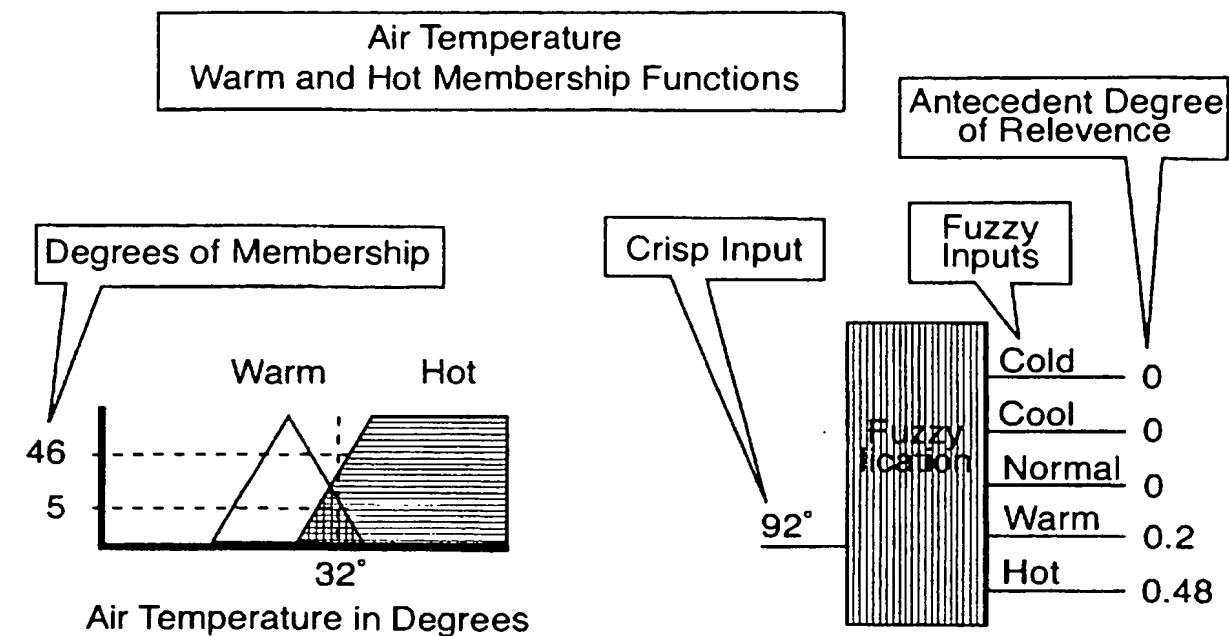 Air Temperature
Warm and Hot Membership Functions
Antecedent Degree
of Relevence
Degrees of Membership
Crisp Input
Fuzzy
Inputs
Warm
Hot
46
5
32°
Air Temperature in Degrees
92°
Fuzzy
ication
Cold
0
Cool
0
Normal
0
Warm
0.2
Hot
0.48